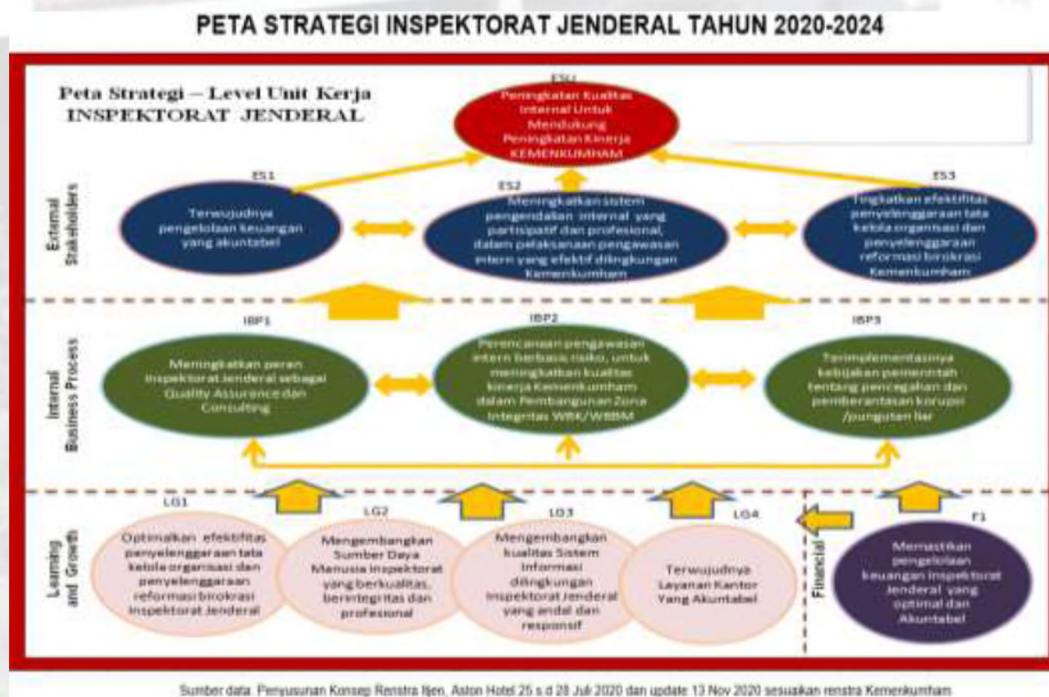 PETA STRATEGI INSPEKTORAT JENDERAL TAHUN 2020-2024
Peta Strategi – Level Unit Kerja
INSPEKTORAT JENDERAL
ESU
Peningkatan Kualitas
Internal Untuk
Mendukung
Peningkatan Kinerja
KEMENKUMHAM
External
Stakeholders
ES1
Terwujudnya
pengelolaan keuangan
yang akuntabel
ES2
Meningkatkan sistem
pengendalian internal yang
partisipatif dan profesional,
dalam pelaksanaan pengawasan
intern yang efektif dilingkungan
Kemenkumham
ES3
Tingkatkan efektifitas
penyelenggaraan tata
kelola organisasi dan
penyelenggaraan
reformasi birokrasi
Kemenkumham
Internal
Business Process
IBP1
Meningkatkan peran
Inspektorat Jenderal sebagai
Quality Assurance dan
Consulting
IBP2
Perencanaan pengawasan
intern berbasis risiko, untuk
meningkatkan kualitas
kinerja Kemenkumham
dalam Pembangunan Zona
Integritas WBK/WBBM
IBP3
Terimplementasinya
kebijakan pemerintah
tentang pencegahan dan
pemberantasan korupsi
/pungutan liar
Learning
and Growth
LG1
Optimalkan efektifitas
penyelenggaraan tata
kelola organisasi dan
penyelenggaraan
reformasi birokrasi
Inspektorat Jenderal
LG2
Mengembangkan
Sumber Daya
Manusia Inspektorat
yang berkualitas,
berintegritas dan
profesional
LG3
Mengembangkan
kualitas Sistem
Informasi
dilingkungan
Inspektorat Jenderal
yang andal dan
responsif
LG4
Terwujudnya
Layanan Kantor
Yang Akuntabel
Financial
F1
Memastikan
pengelolaan
keuangan Inspektorat
Jenderal yang
optimal dan
Akuntabel
Sumber data: Penyusunan Konsep Renstra Itjen, Aston Hotel 25 s.d 28 Juli 2020 dan update 13 Nov 2020 sesuaikan renstra Kemenkumham